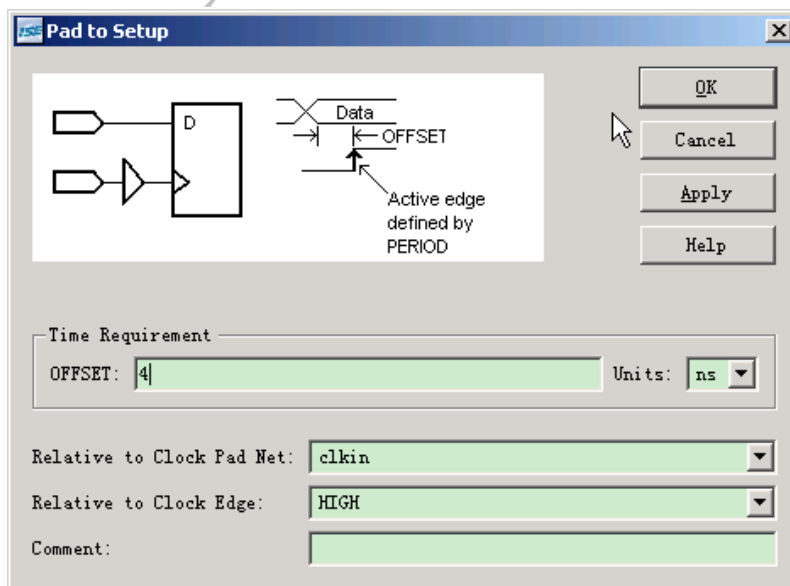 ISE Pad to Setup
D
Data
OFFSET
Active edge
defined by
PERIOD
OK
Cancel
Apply
Help
Time Requirement
OFFSET: 4 Units: ns
Relative to Clock Pad Net: clkin
Relative to Clock Edge: HIGH
Comment: